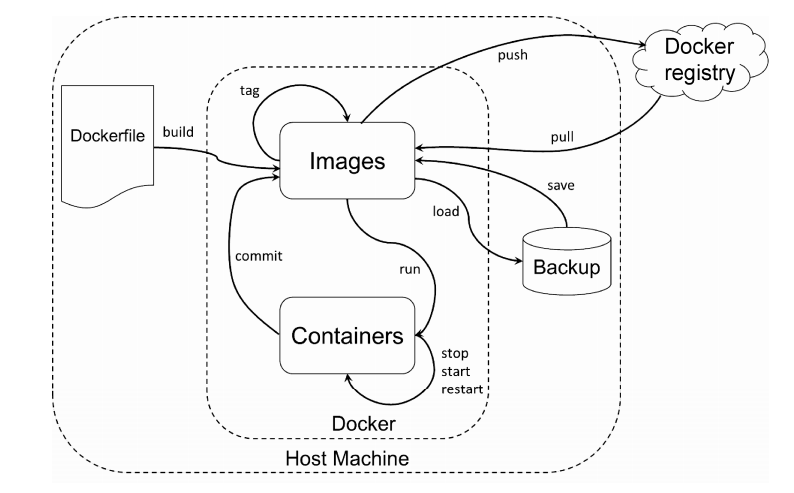 Docker
registry
push
tag
Dockerfile
build
pull
Images
save
load
commit
run
Backup
Containers
stop
start
restart
Docker
Host Machine